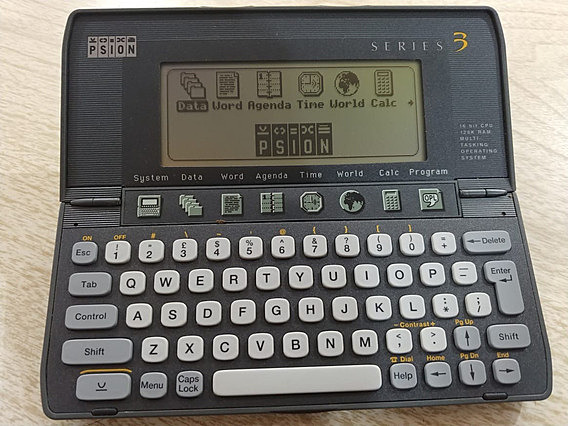 PSION
SERIES 3
Data Word Agenda Time World Calc
PSION
16 BIT CPU
128K RAM
MULTI-
TASKING
OPERATING
SYSTEM
System Data Word Agenda Time World Calc Program
ON OFF # \ ~ ' @ { } [ ]
Esc ! 1 " 2 £ 3 $ 4 % 5 ^ 6 & 7 ? 8 ( 9 ) 0 + = Delete
Tab Q W E R T Y U I O P Enter
Control A S D F G H J K L : * ;
- Contrast + Pg Up
Shift Z X C V B N M < , > . Shift
Dial Home Pg Dn End
Menu Caps Lock Help